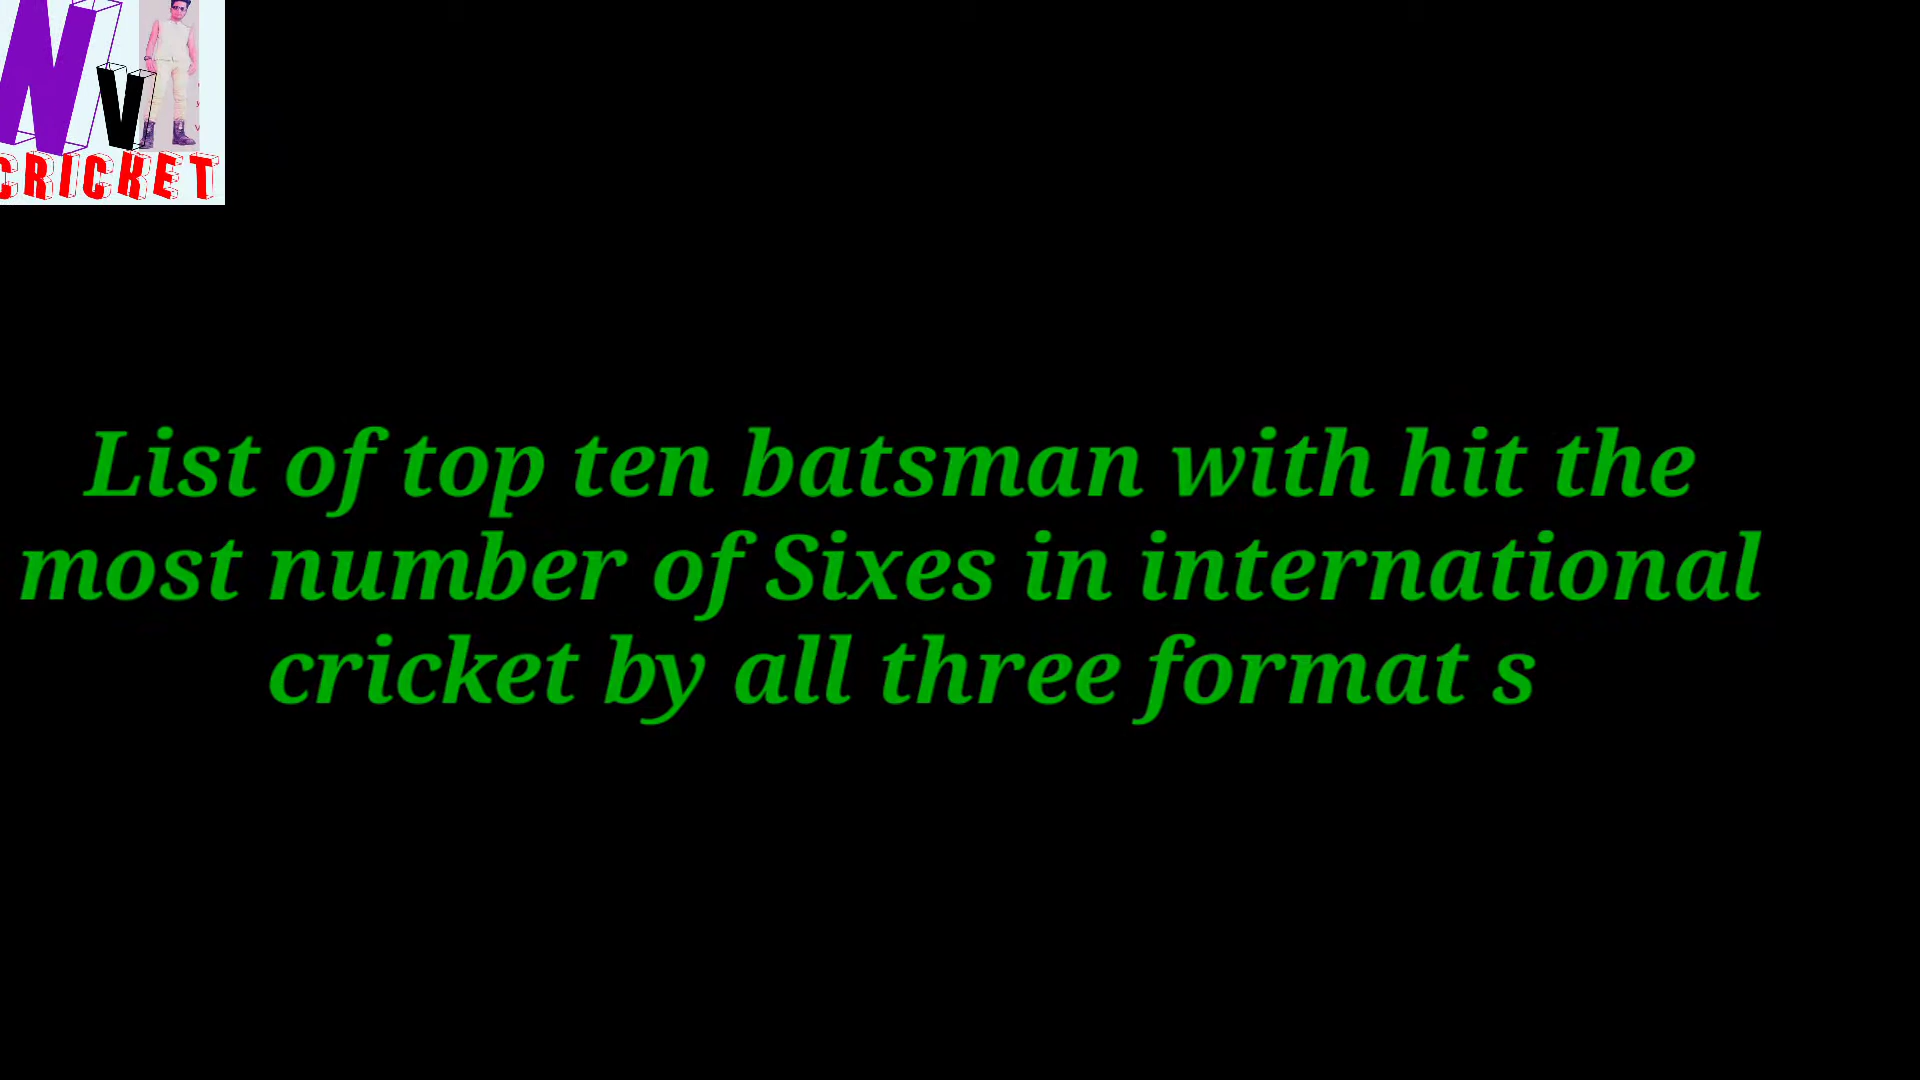 NV
CRICKET
List of top ten batsman with hit the
most number of Sixes in international
cricket by all three format s